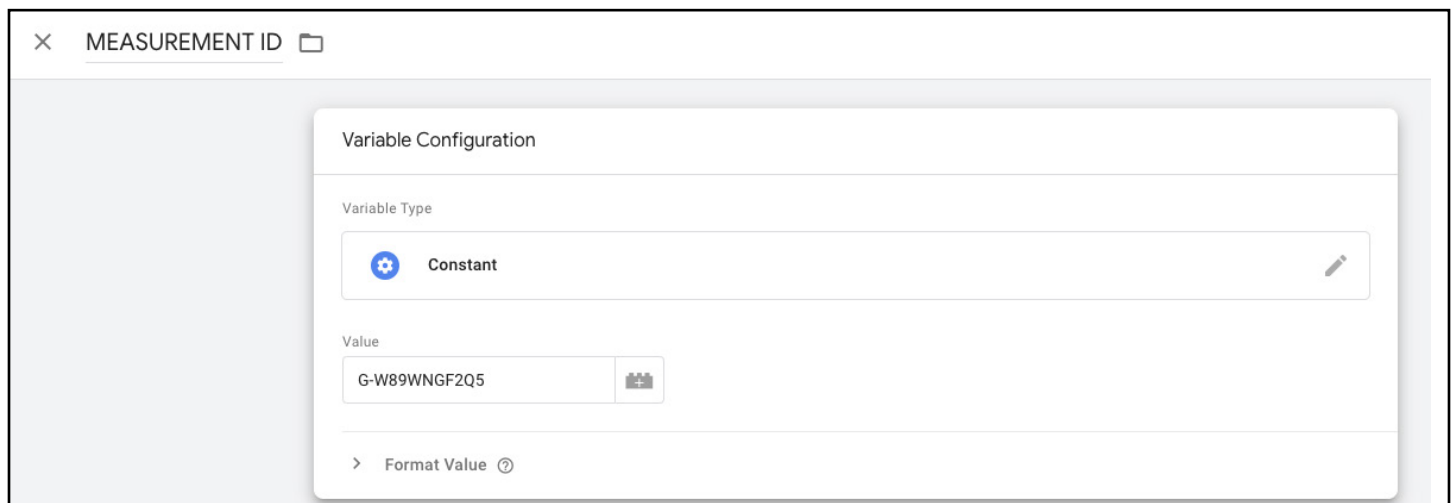 MEASUREMENT ID
Variable Configuration
Variable Type
Constant
Value
G-W89WNGF2Q5
Format Value